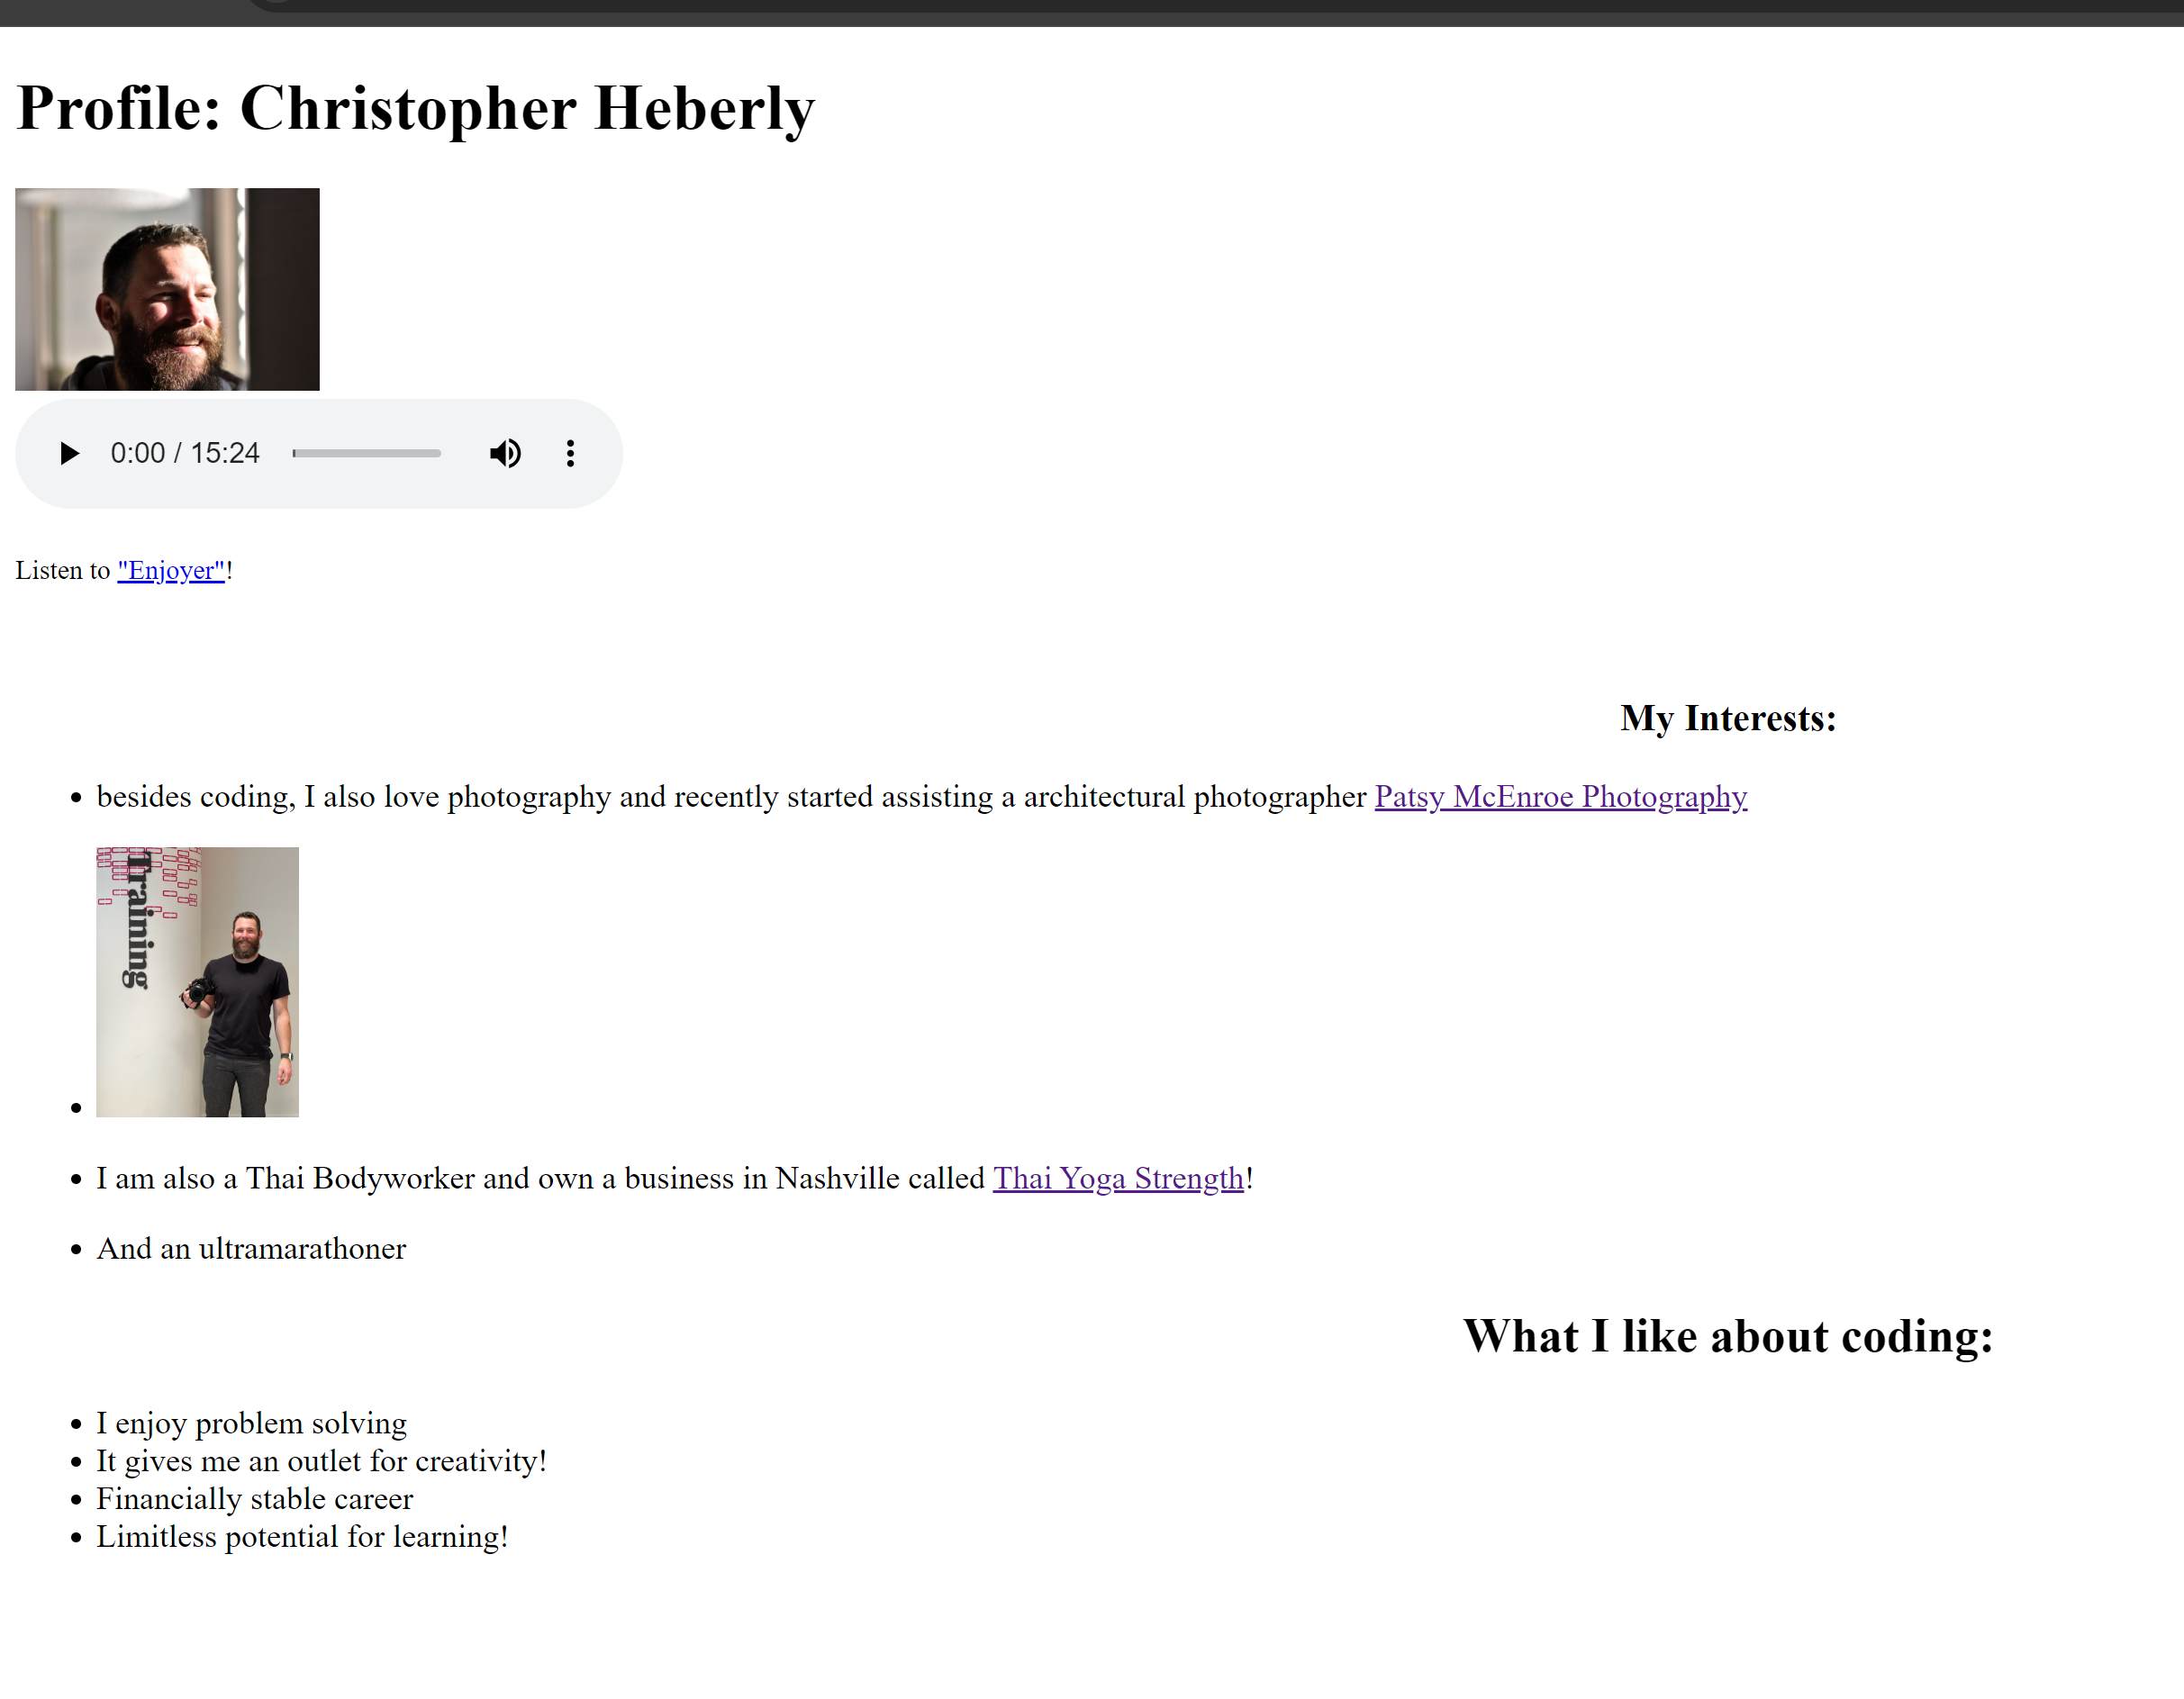 Profile: Christopher Heberly
0:00 / 15:24
Listen to "Enjoyer"!
My Interests:
besides coding, I also love photography and recently started assisting a architectural photographer Patsy McEnroe Photography
Training
I am also a Thai Bodyworker and own a business in Nashville called Thai Yoga Strength!
And an ultramarathoner
What I like about coding:
I enjoy problem solving
It gives me an outlet for creativity!
Financially stable career
Limitless potential for learning!